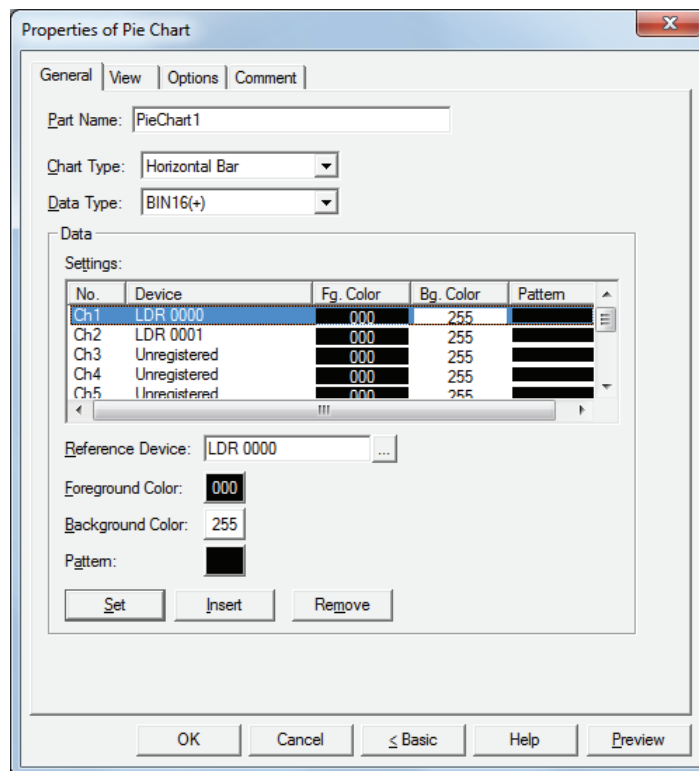 Properties of Pie Chart
General View Options Comment
Part Name: PieChart1
Chart Type: Horizontal Bar
Data Type: BIN16(+)
Data
Settings:
No. Device Fg. Color Bg. Color Pattern
Ch1 LDR 0000 000 255
Ch2 LDR 0001 000 255
Ch3 Unregistered 000 255
Ch4 Unregistered 000 255
Ch5 Unregistered 000 255
Reference Device: LDR 0000 ...
Foreground Color: 000
Background Color: 255
Pattern:
Set Insert Remove
OK Cancel ≤ Basic Help Preview